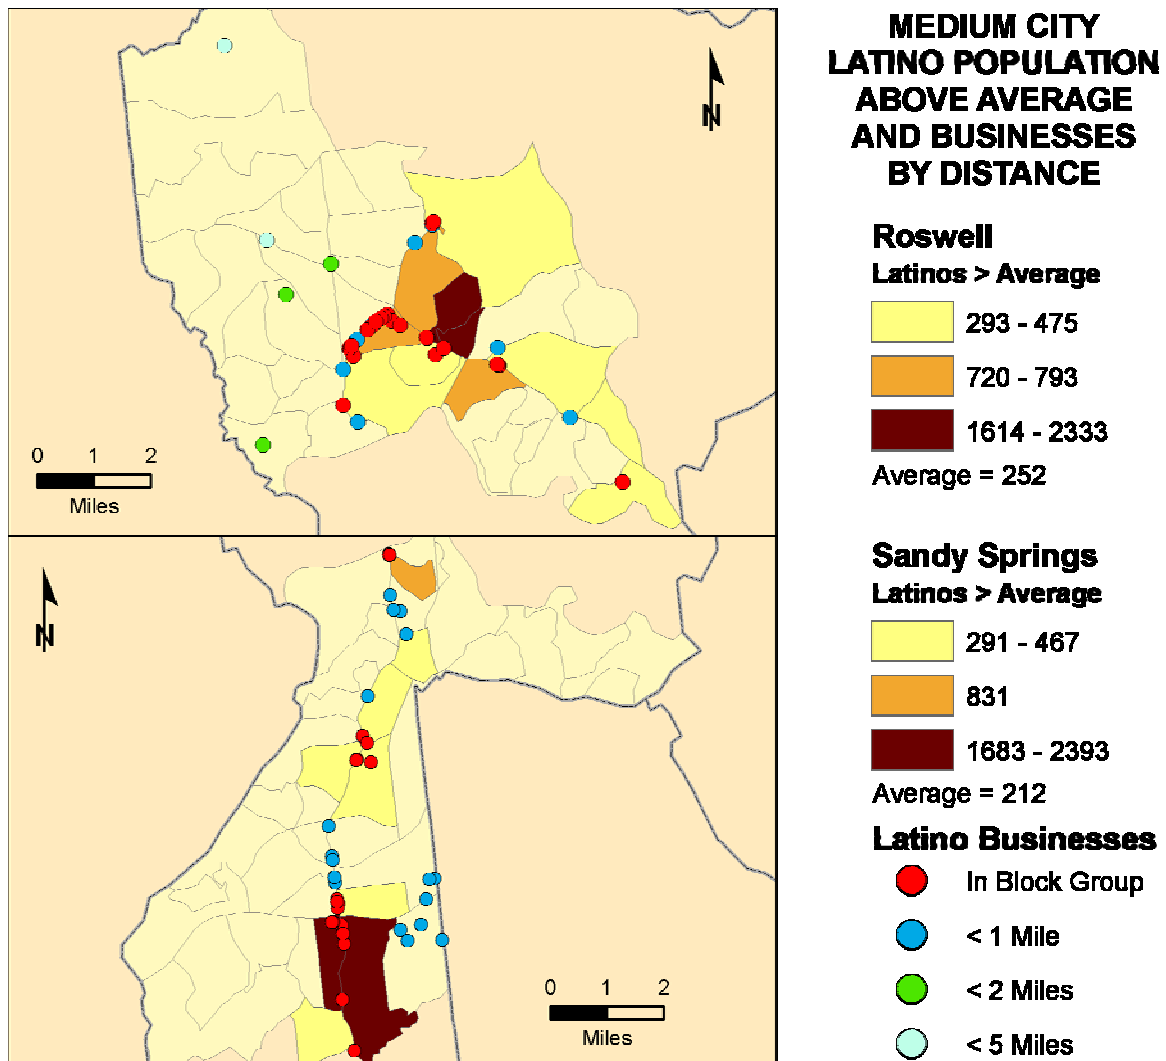 MEDIUM CITY
LATINO POPULATION
ABOVE AVERAGE
AND BUSINESSES
BY DISTANCE
N
0 1 2
Miles
N
0 1 2
Miles
Roswell
Latinos > Average
293 - 475
720 - 793
1614 - 2333
Average = 252
Sandy Springs
Latinos > Average
291 - 467
831
1683 - 2393
Average = 212
Latino Businesses
In Block Group
< 1 Mile
< 2 Miles
< 5 Miles